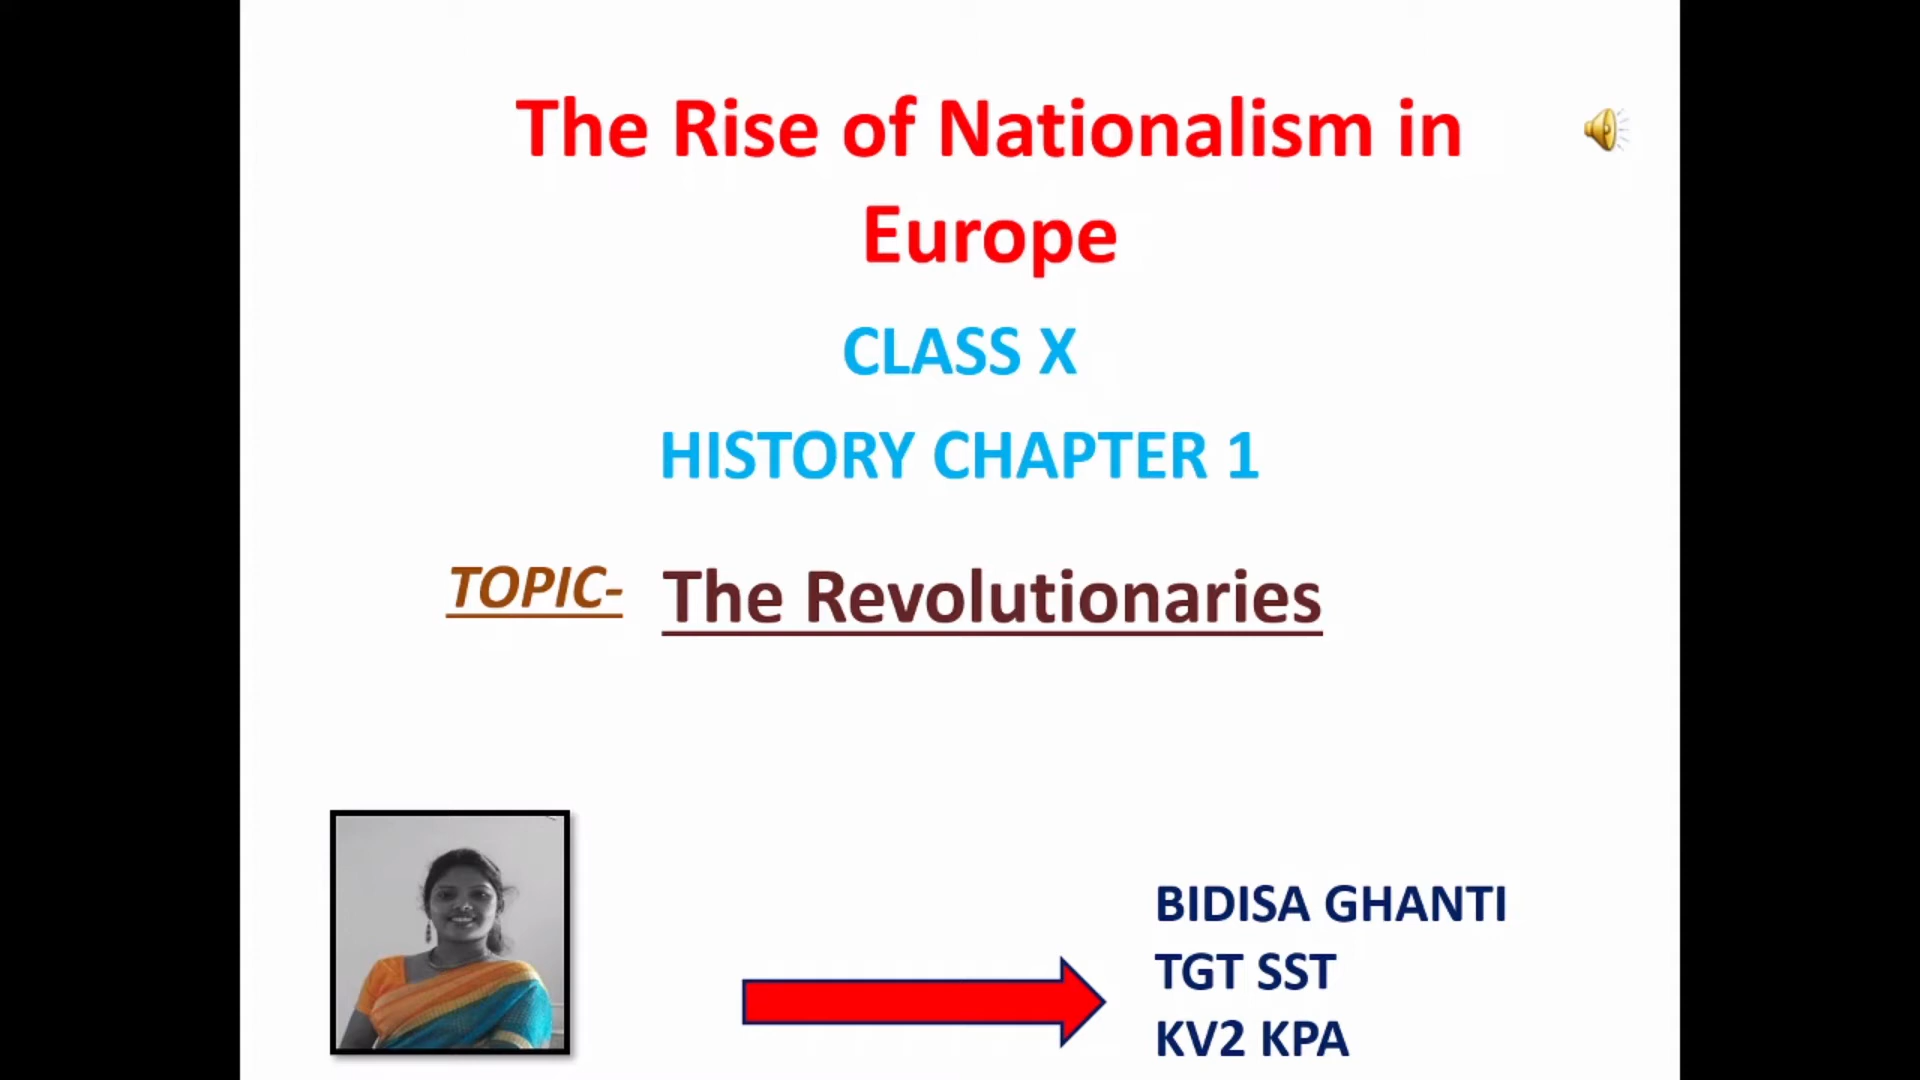 The Rise of Nationalism in
Europe
CLASS X
HISTORY CHAPTER 1
TOPIC- The Revolutionaries
BIDISA GHANTI
TGT SST
KV2 KPA